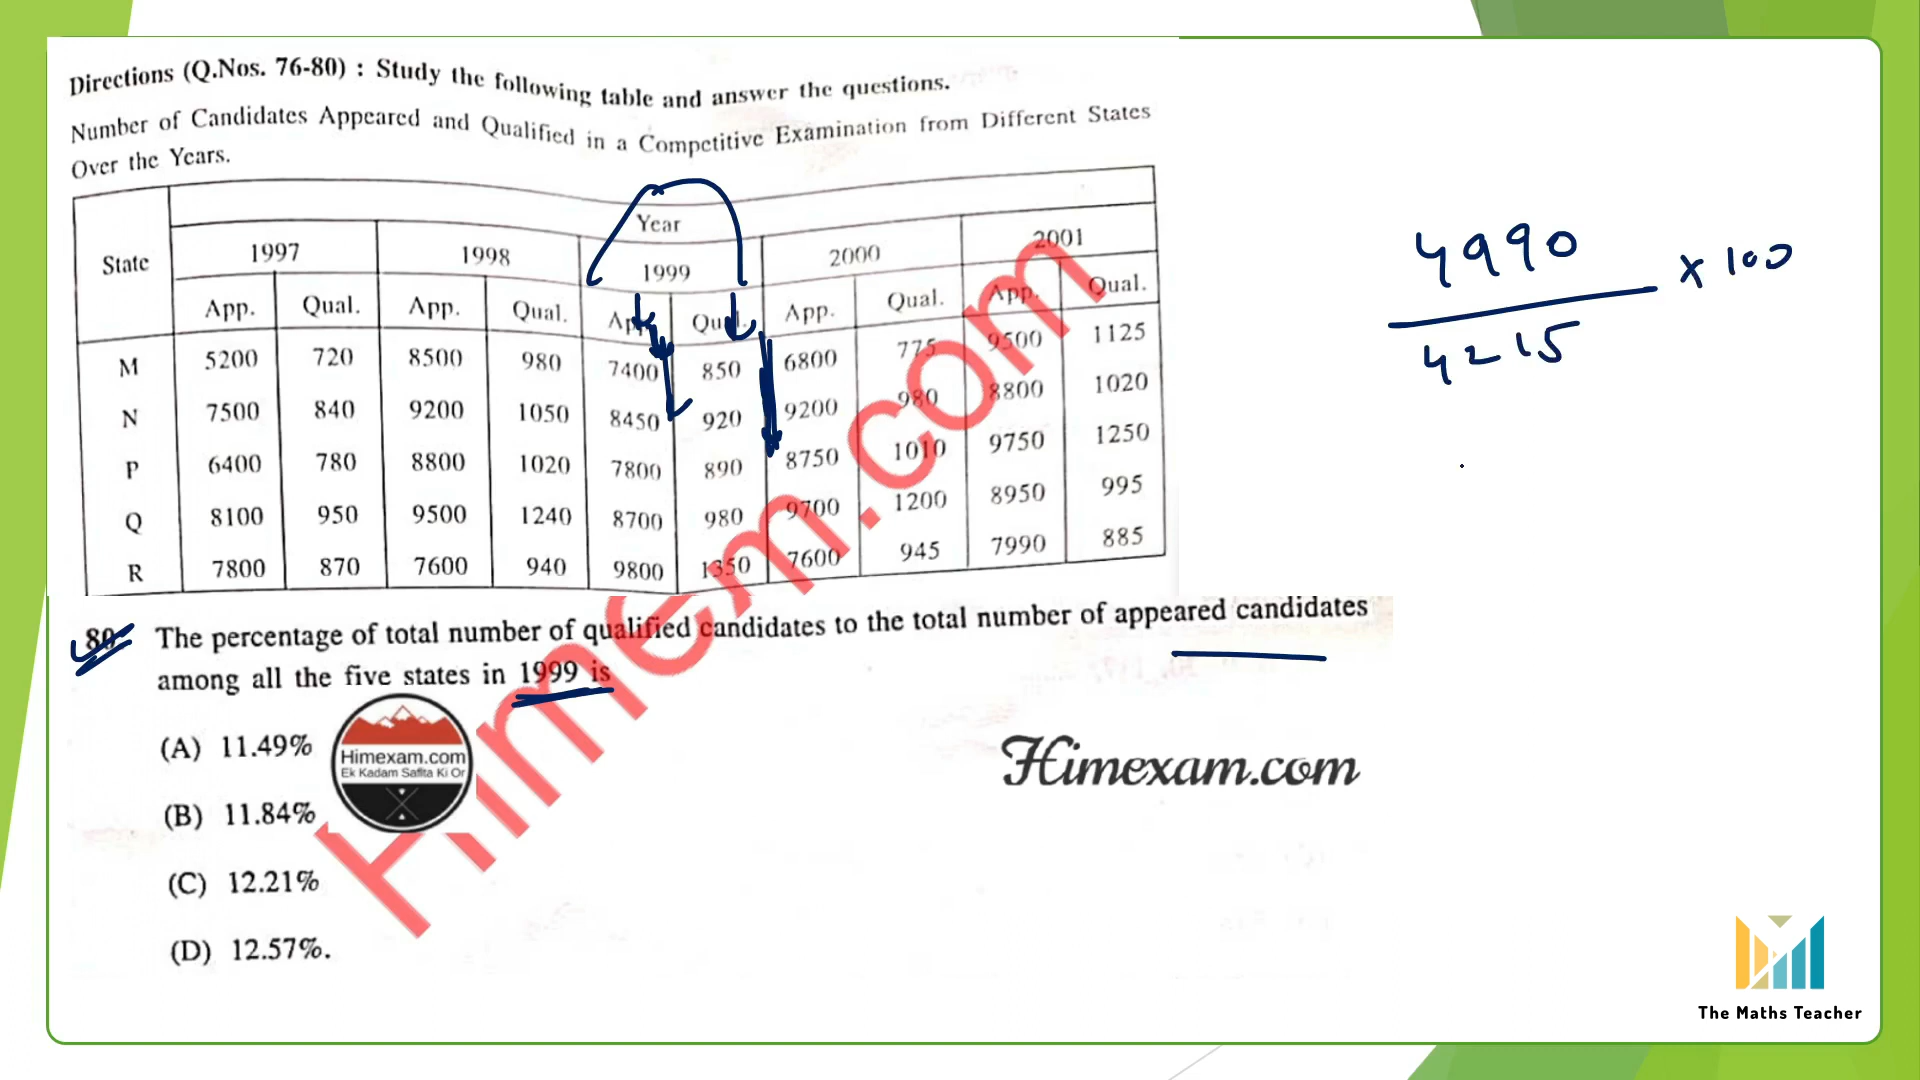 Directions (Q.Nos. 76-80) : Study the following table and answer the questions.
Number of Candidates Appeared and Qualified in a Competitive Examination from Different States
Over the Years.
State Year
1997 1998 1999 2000 2001
App. Qual. App. Qual. App. Qual. App. Qual. App. Qual.
M 5200 720 8500 980 7400 850 6800 775 9500 1125
N 7500 840 9200 1050 8450 920 9200 980 8800 1020
P 6400 780 8800 1020 7800 890 8750 1010 9750 1250
Q 8100 950 9500 1240 8700 980 9700 1200 8950 995
R 7800 870 7600 940 9800 1350 7600 945 7990 885
4990
× 100
4215
80. The percentage of total number of qualified candidates to the total number of appeared candidates
among all the five states in 1999 is
(A) 11.49%
(B) 11.84%
(C) 12.21%
(D) 12.57%.
Himexam.com
Ek Kadam Saflta Ki Or
Himexam.com
Himexam.com
The Maths Teacher